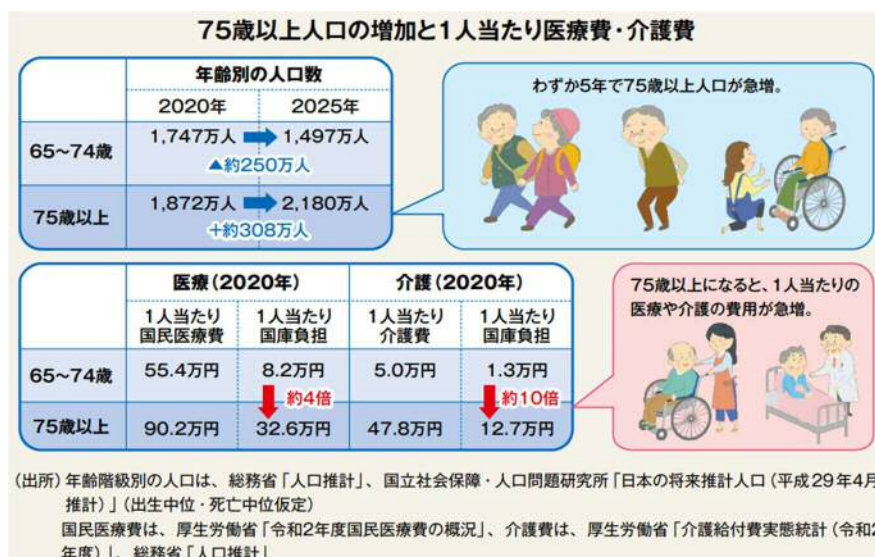 75歳以上人口の増加と1人当たり医療費・介護費
年齢別の人口数
2020年 2025年
65～74歳 1,747万人 1,497万人
▲約250万人
75歳以上 1,872万人 2,180万人
+約308万人
わずか5年で75歳以上人口が急増。
医療(2020年) 介護(2020年)
1人当たり 1人当たり 1人当たり 1人当たり
国民医療費 国庫負担 介護費 国庫負担
65～74歳 55.4万円 8.2万円 5.0万円 1.3万円
約4倍 約10倍
75歳以上 90.2万円 32.6万円 47.8万円 12.7万円
75歳以上になると、1人当たりの
医療や介護の費用が急増。
(出所)年齢階級別の人口は、総務省「人口推計」、国立社会保障・人口問題研究所「日本の将来推計人口(平成29年4月
推計)」(出生中位・死亡中位仮定)
国民医療費は、厚生労働省「令和2年度国民医療費の概況」、介護費は、厚生労働省「介護給付費実態統計(令和2
年度)」、総務省「人口推計」